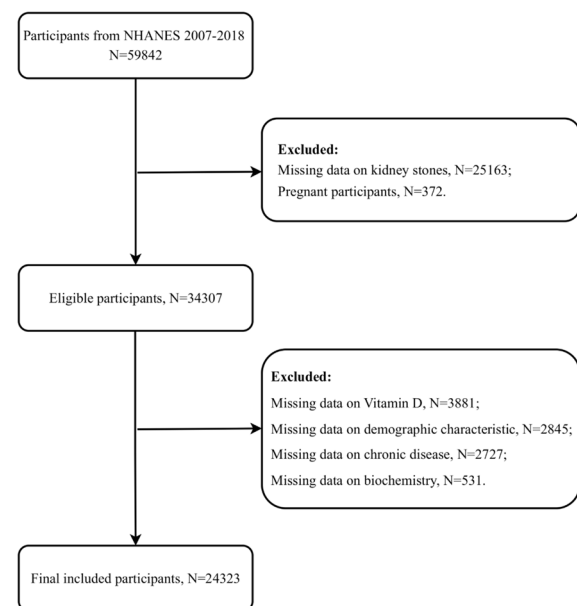 Participants from NHANES 2007-2018
N=59842
Excluded:
Missing data on kidney stones, N=25163;
Pregnant participants, N=372.
Eligible participants, N=34307
Excluded:
Missing data on Vitamin D, N=3881;
Missing data on demographic characteristic, N=2845;
Missing data on chronic disease, N=2727;
Missing data on biochemistry, N=531.
Final included participants, N=24323